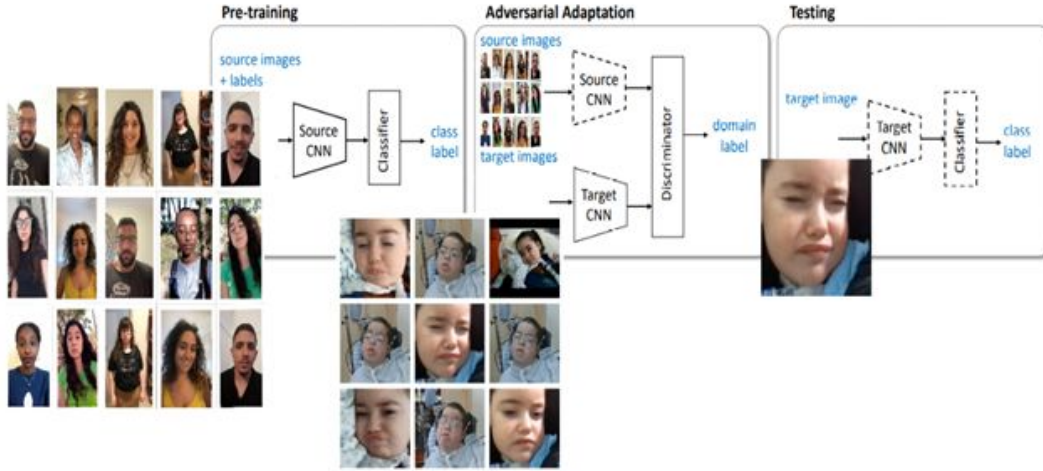 Pre-training
source images
+ labels
Source
CNN
Classifier
class
label
Adversarial Adaptation
source images
target images
Source
CNN
Target
CNN
Discriminator
domain
label
Testing
target image
Target
CNN
Classifier
class
label